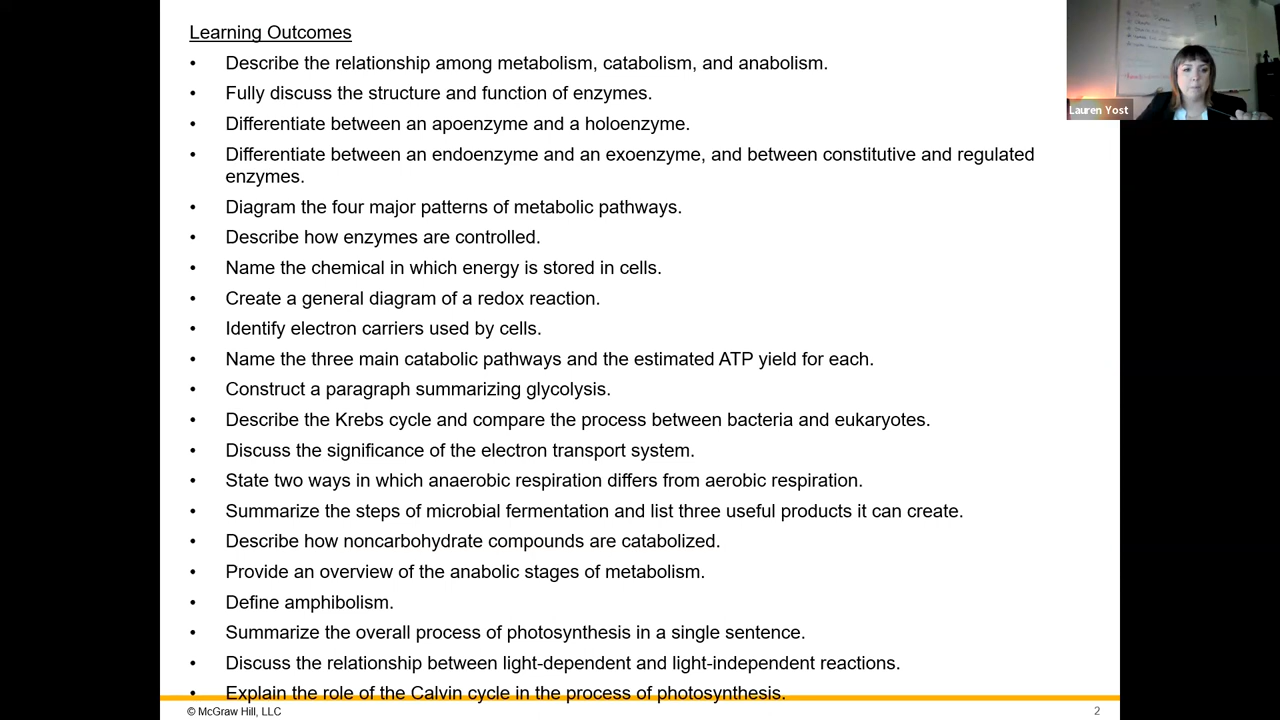 Learning Outcomes
• Describe the relationship among metabolism, catabolism, and anabolism.
• Fully discuss the structure and function of enzymes.
• Differentiate between an apoenzyme and a holoenzyme.
• Differentiate between an endoenzyme and an exoenzyme, and between constitutive and regulated
enzymes.
• Diagram the four major patterns of metabolic pathways.
• Describe how enzymes are controlled.
• Name the chemical in which energy is stored in cells.
• Create a general diagram of a redox reaction.
• Identify electron carriers used by cells.
• Name the three main catabolic pathways and the estimated ATP yield for each.
• Construct a paragraph summarizing glycolysis.
• Describe the Krebs cycle and compare the process between bacteria and eukaryotes.
• Discuss the significance of the electron transport system.
• State two ways in which anaerobic respiration differs from aerobic respiration.
• Summarize the steps of microbial fermentation and list three useful products it can create.
• Describe how noncarbohydrate compounds are catabolized.
• Provide an overview of the anabolic stages of metabolism.
• Define amphibolism.
• Summarize the overall process of photosynthesis in a single sentence.
• Discuss the relationship between light-dependent and light-independent reactions.
• Explain the role of the Calvin cycle in the process of photosynthesis.
© McGraw Hill, LLC
2
Lauren Yost